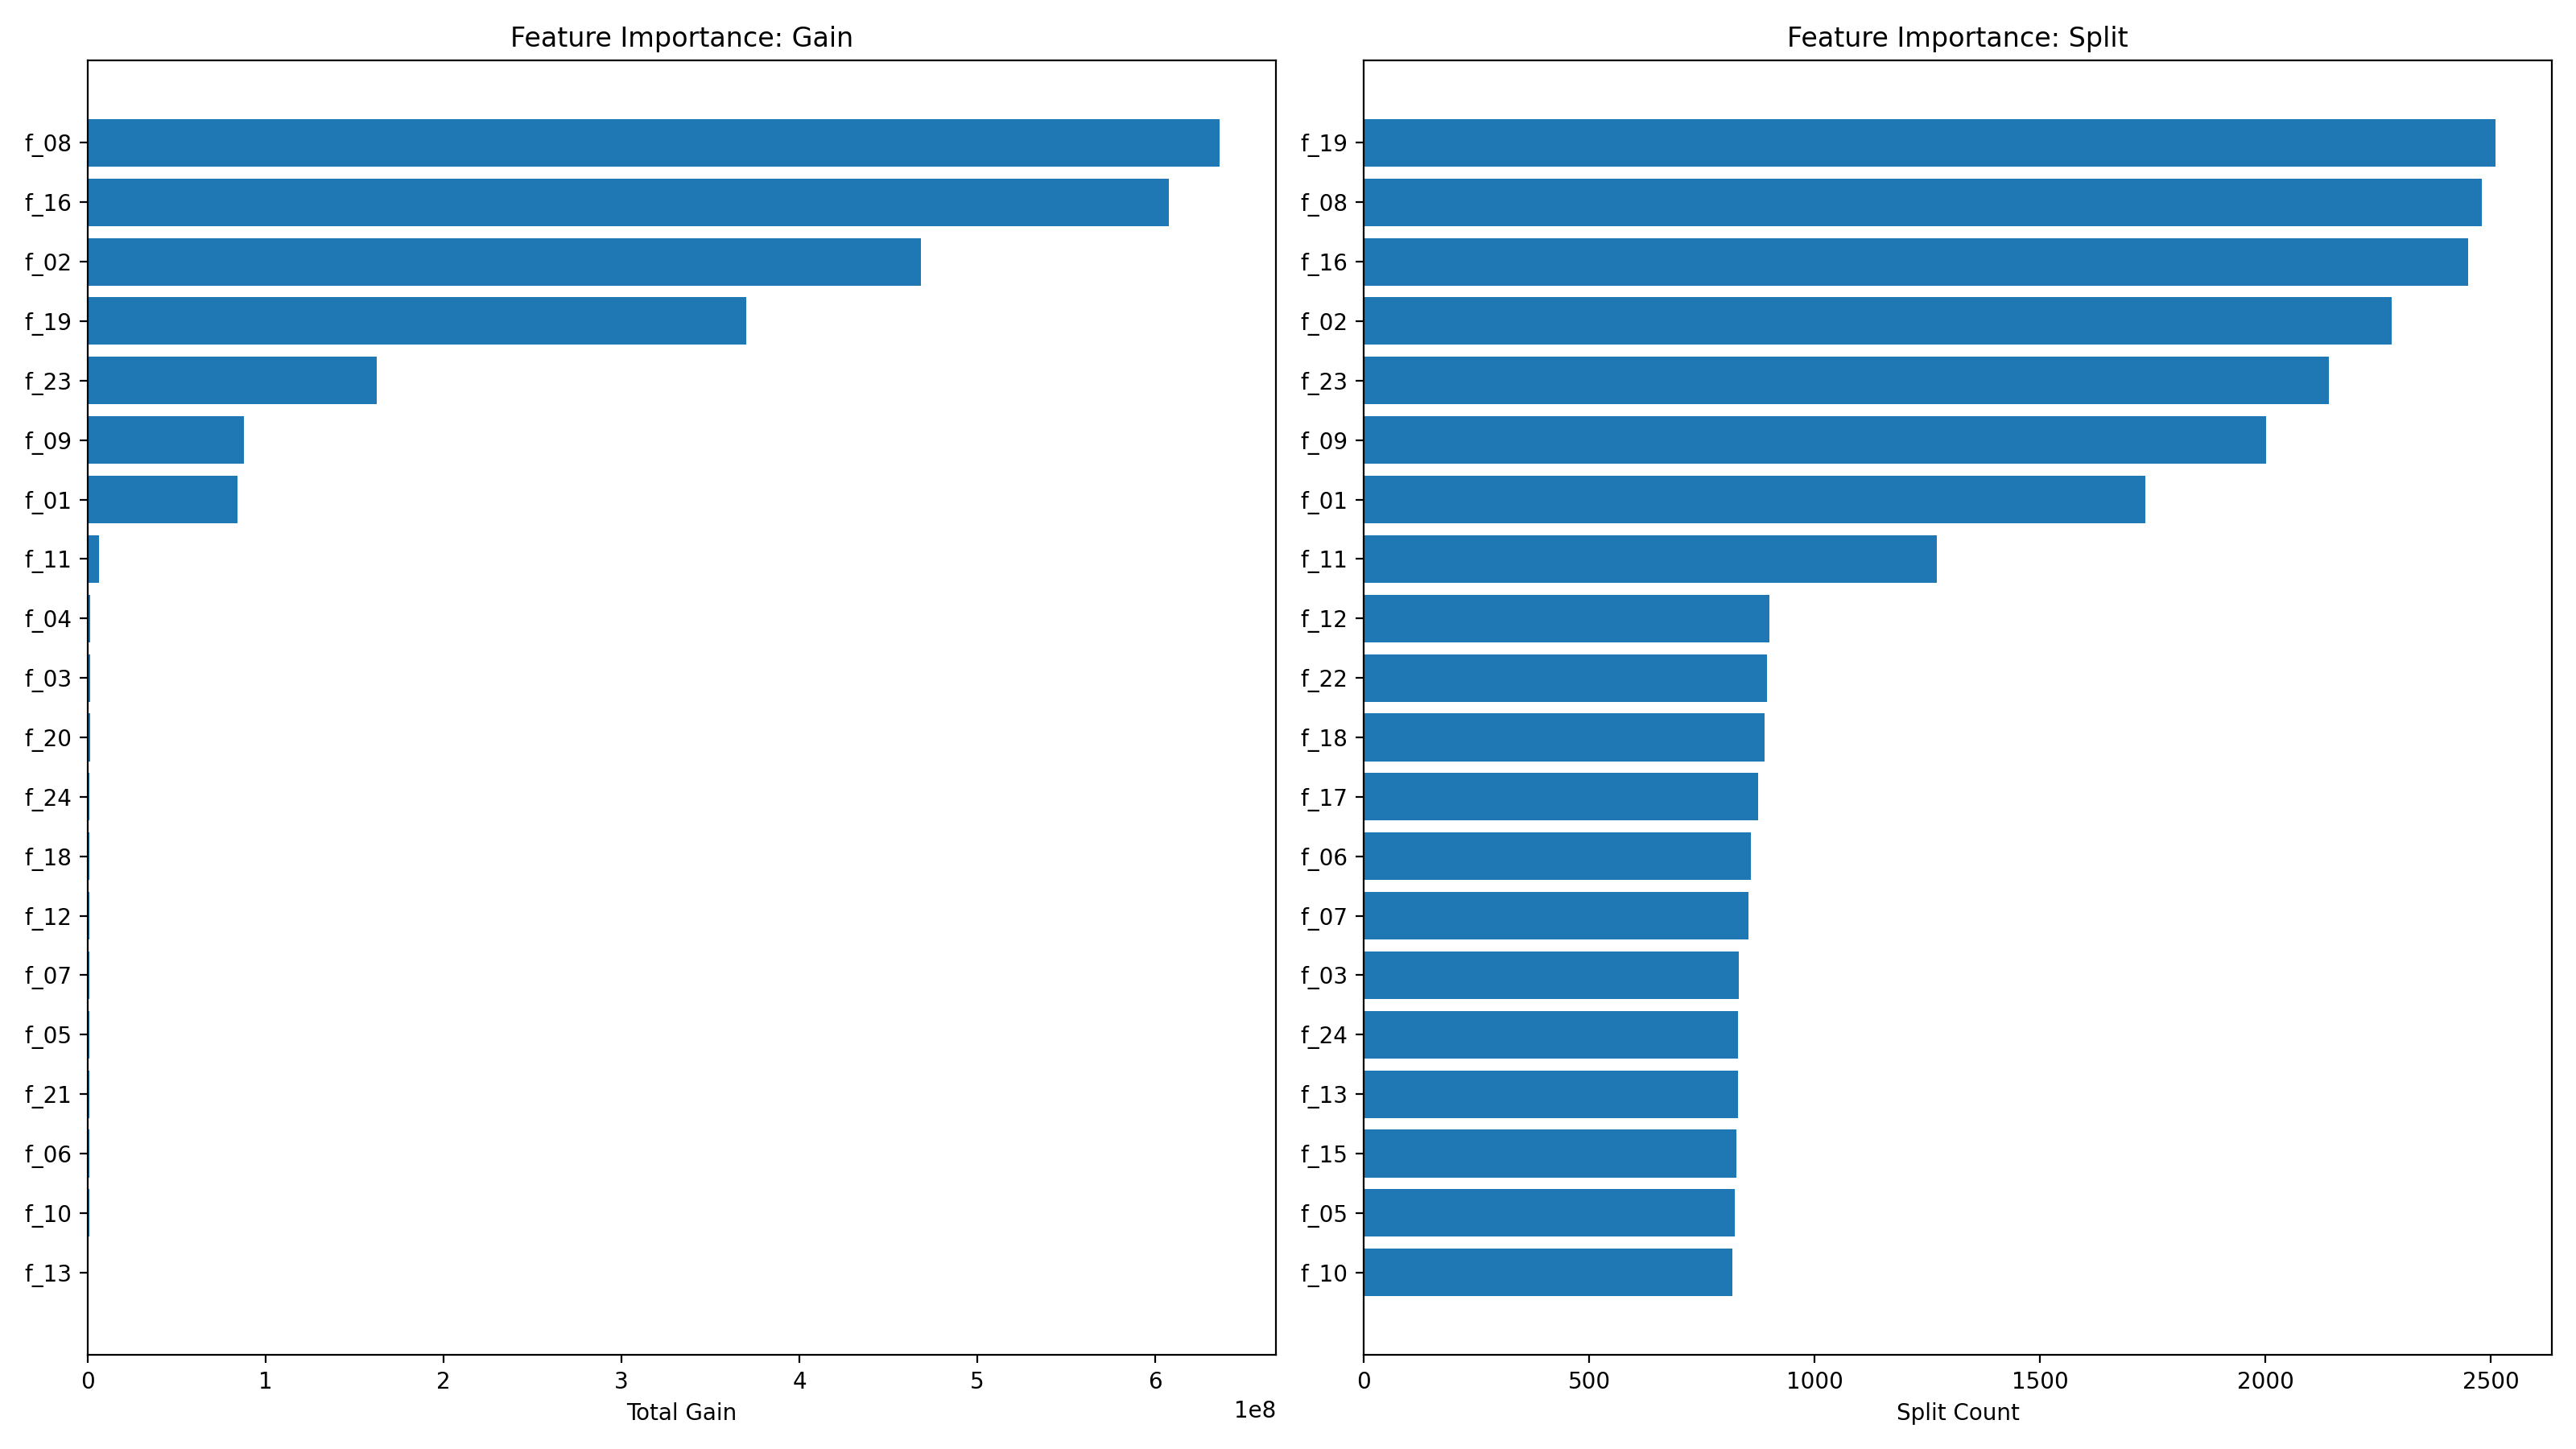 Feature Importance: Gain
f_08
f_16
f_02
f_19
f_23
f_09
f_01
f_11
f_04
f_03
f_20
f_24
f_18
f_12
f_07
f_05
f_21
f_06
f_10
f_13
0 1 2 3 4 5 6
1e8
Total Gain
Feature Importance: Split
f_19
f_08
f_16
f_02
f_23
f_09
f_01
f_11
f_12
f_22
f_18
f_17
f_06
f_07
f_03
f_24
f_13
f_15
f_05
f_10
0 500 1000 1500 2000 2500
Split Count